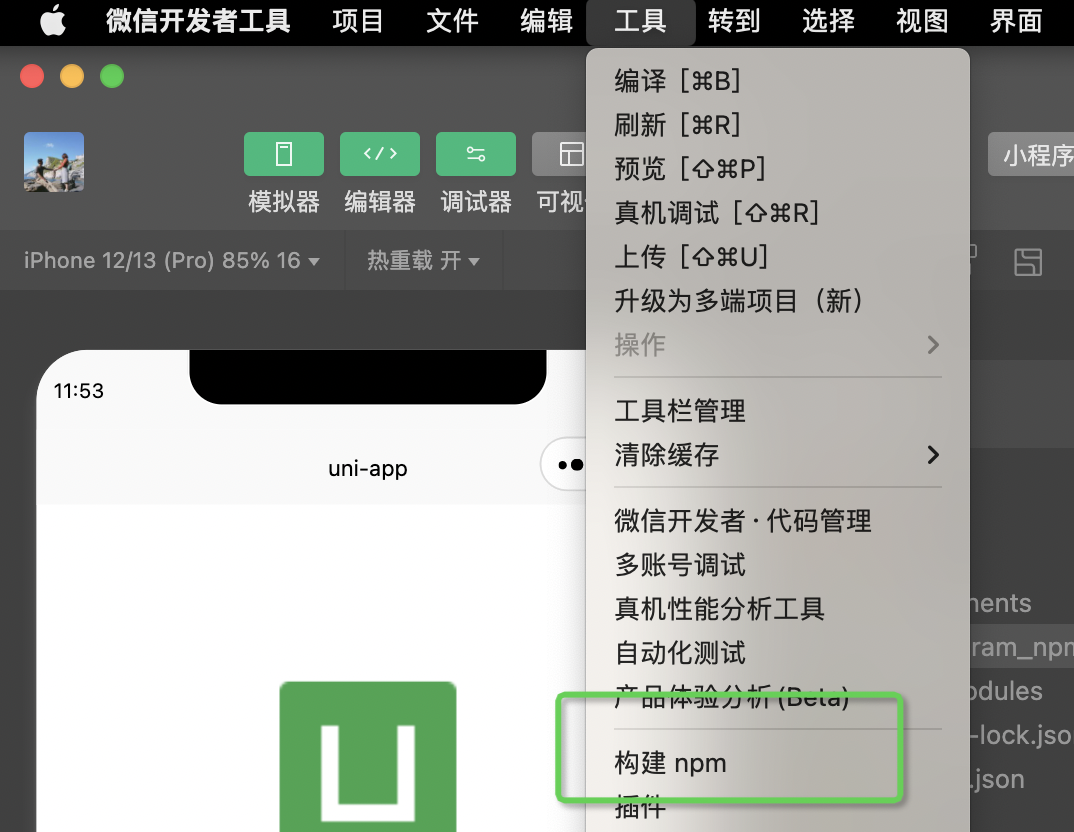 微信开发者工具 项目 文件 编辑 工具 转到 选择 视图 界面
模拟器 编辑器 调试器 可视
小程序
iPhone 12/13 (Pro) 85% 16 热重载 开
11:53
uni-app
编译 [⌘B]
刷新 [⌘R]
预览 [⇧⌘P]
真机调试 [⇧⌘R]
上传 [⇧⌘U]
升级为多端项目（新）
操作
工具栏管理
清除缓存
微信开发者 · 代码管理
多账号调试
真机性能分析工具
自动化测试
产品体验分析 (Beta)
构建 npm
插件
nents
ram_npm
odules
-lock.jso
.json